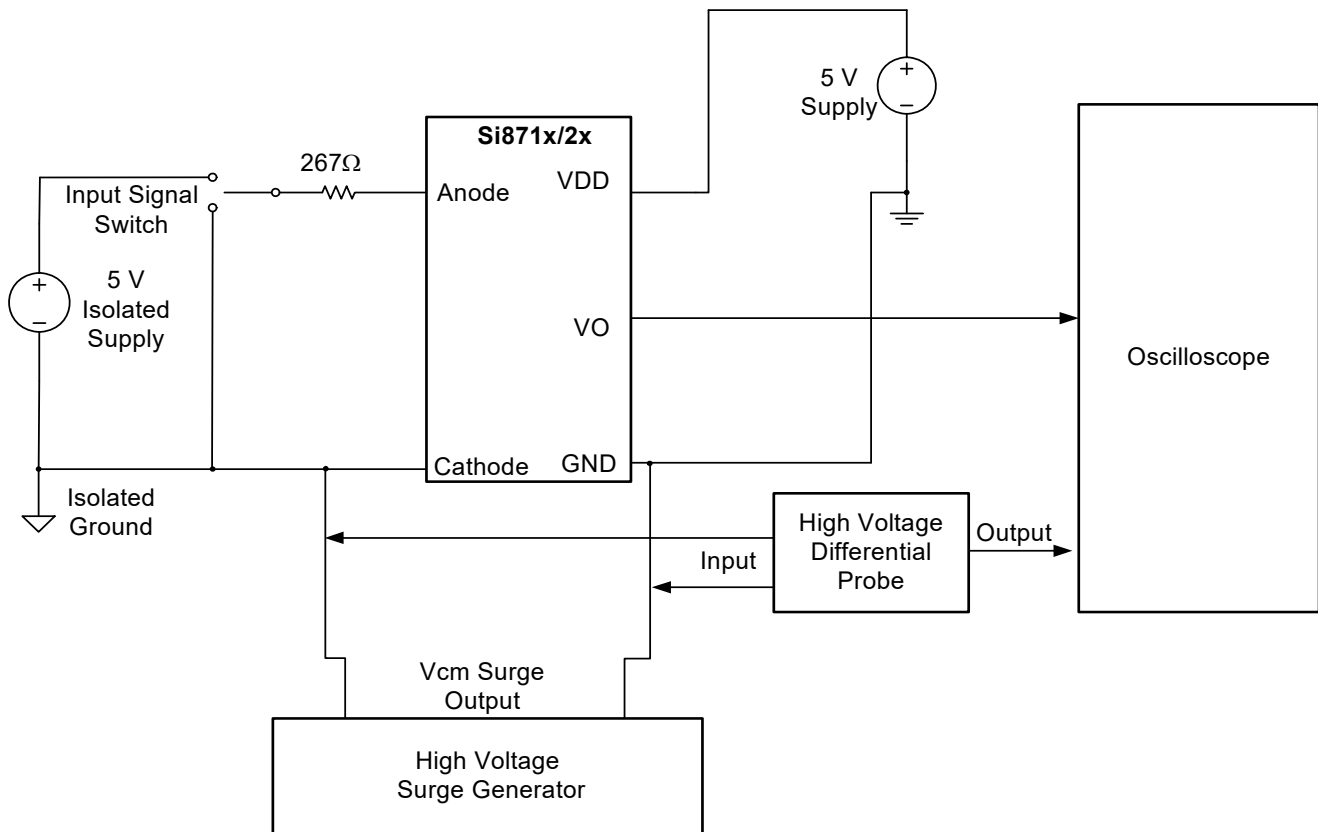 5 V
Supply
Si871x/2x
267Ω
Input Signal
Switch
Anode
VDD
+
−
5 V
Isolated
Supply
+
−
VO
Oscilloscope
Cathode
GND
Isolated
Ground
High Voltage
Differential
Probe
Input
Output
Vcm Surge
Output
High Voltage
Surge Generator